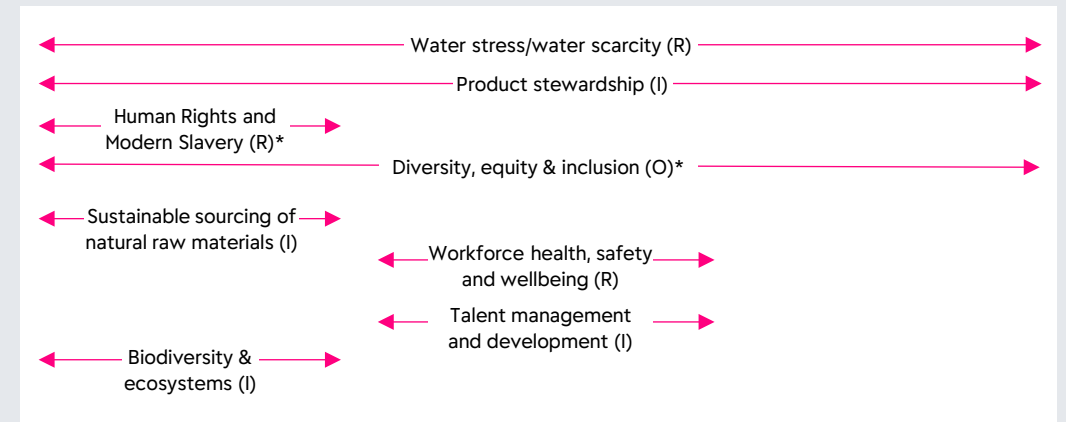 Water stress/water scarcity (R)
Product stewardship (I)
Human Rights and
Modern Slavery (R)*
Diversity, equity & inclusion (O)*
Sustainable sourcing of
natural raw materials (I)
Workforce health, safety
and wellbeing (R)
Talent management
and development (I)
Biodiversity &
ecosystems (I)